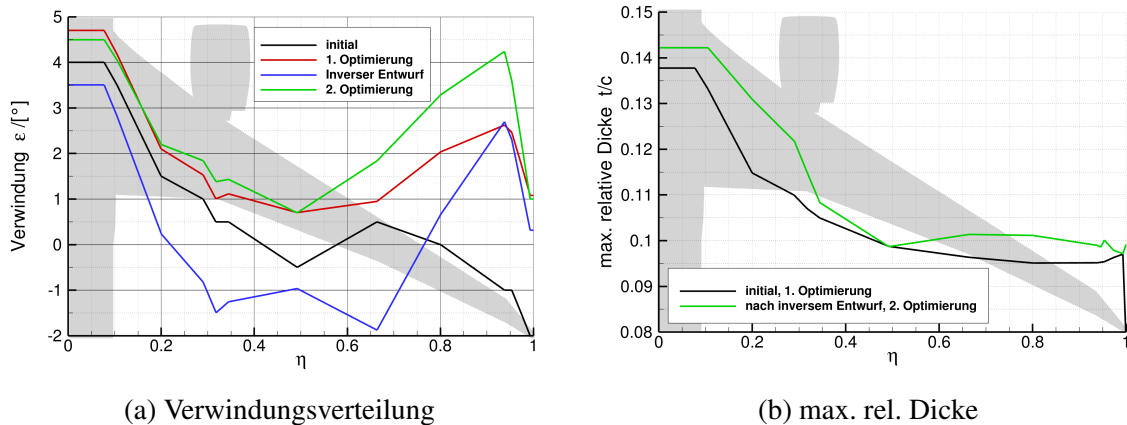 5
4
3
2
1
0
-1
-2
Verwindung ε /[°]
initial
1. Optimierung
Inverser Entwurf
2. Optimierung
0 0.2 0.4 0.6 0.8 1
η
(a) Verwindungsverteilung
0.15
0.14
0.13
0.12
0.11
0.1
0.09
0.08
max. relative Dicke t/c
initial, 1. Optimierung
nach inversem Entwurf, 2. Optimierung
0 0.2 0.4 0.6 0.8 1
η
(b) max. rel. Dicke